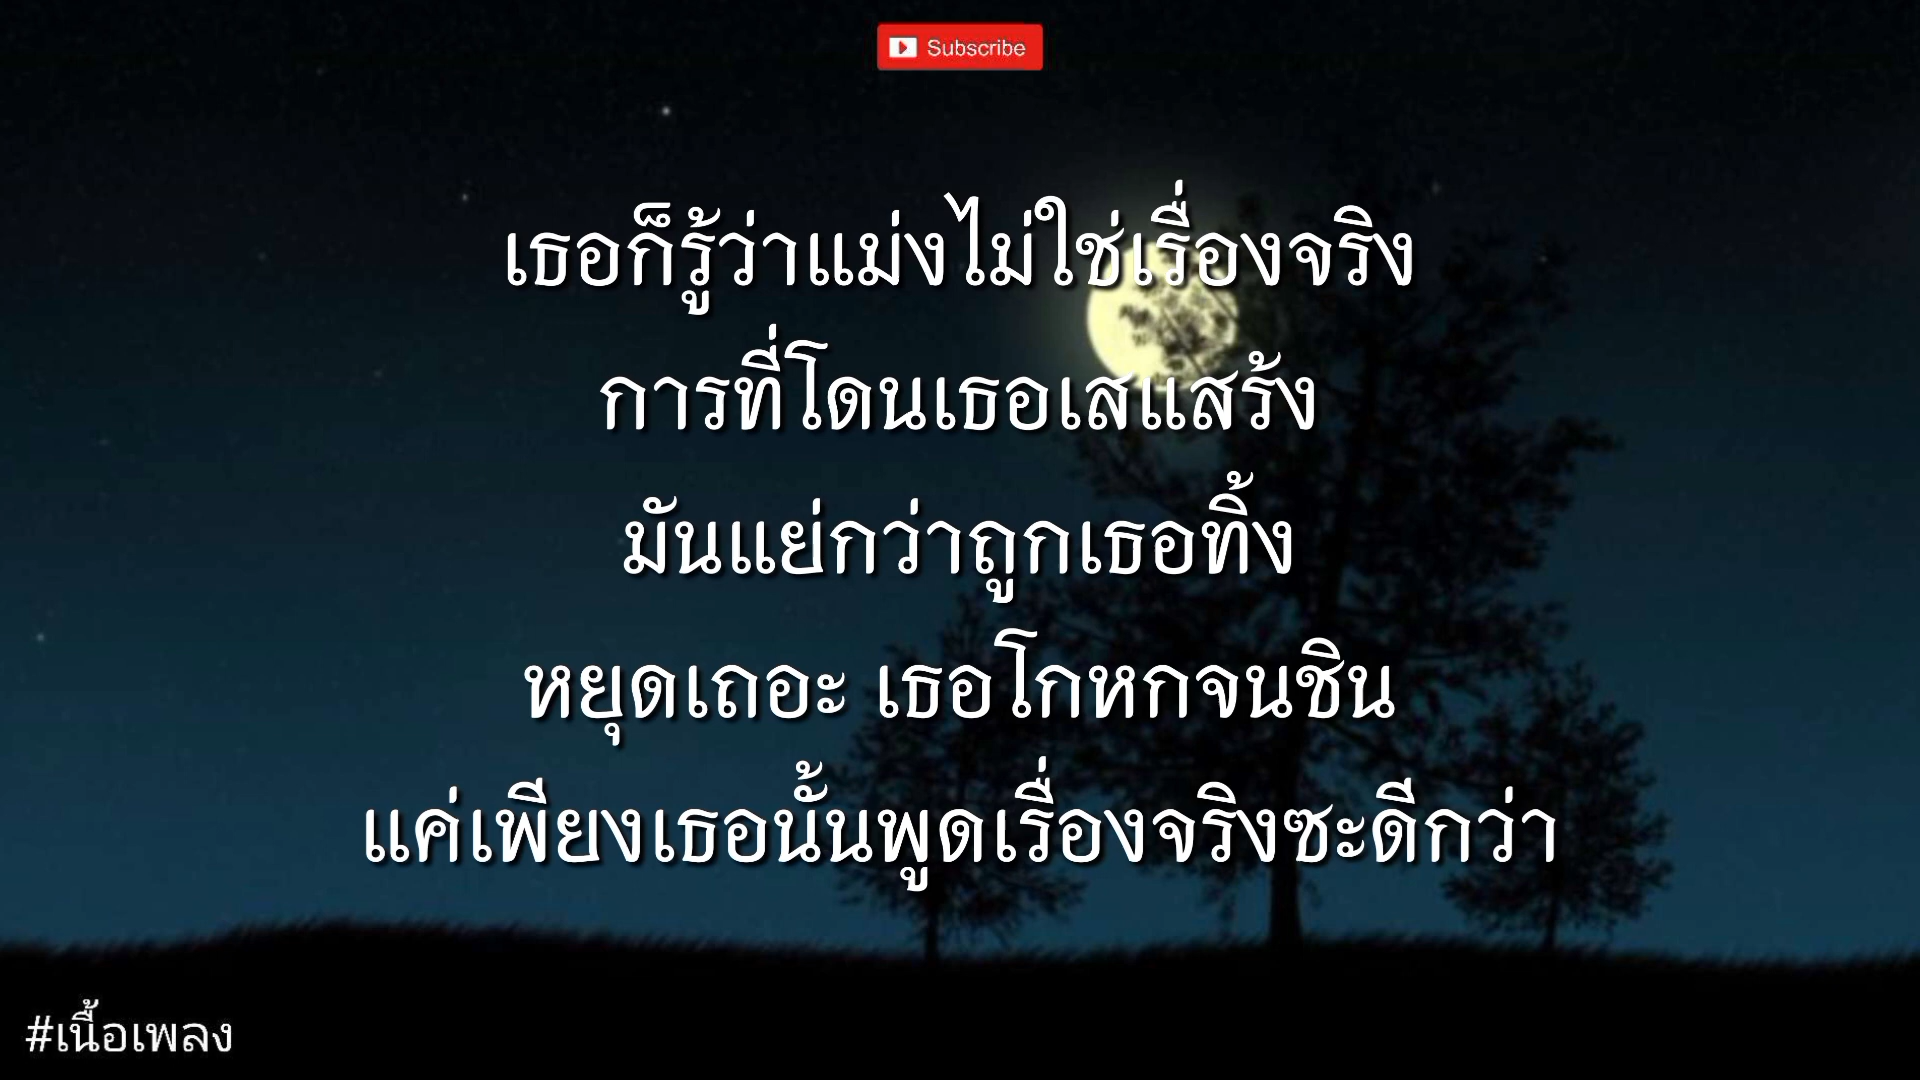 Subscribe
เธอก็รู้ว่าแม่งไม่ใช่เรื่องจริง
การที่โดนเธอเสแสร้ง
มันแย่กว่าถูกเธอทิ้ง
หยุดเถอะ เธอโกหกจนชิน
แค่เพียงเธอนั้นพูดเรื่องจริงซะดีกว่า
#เนื้อเพลง